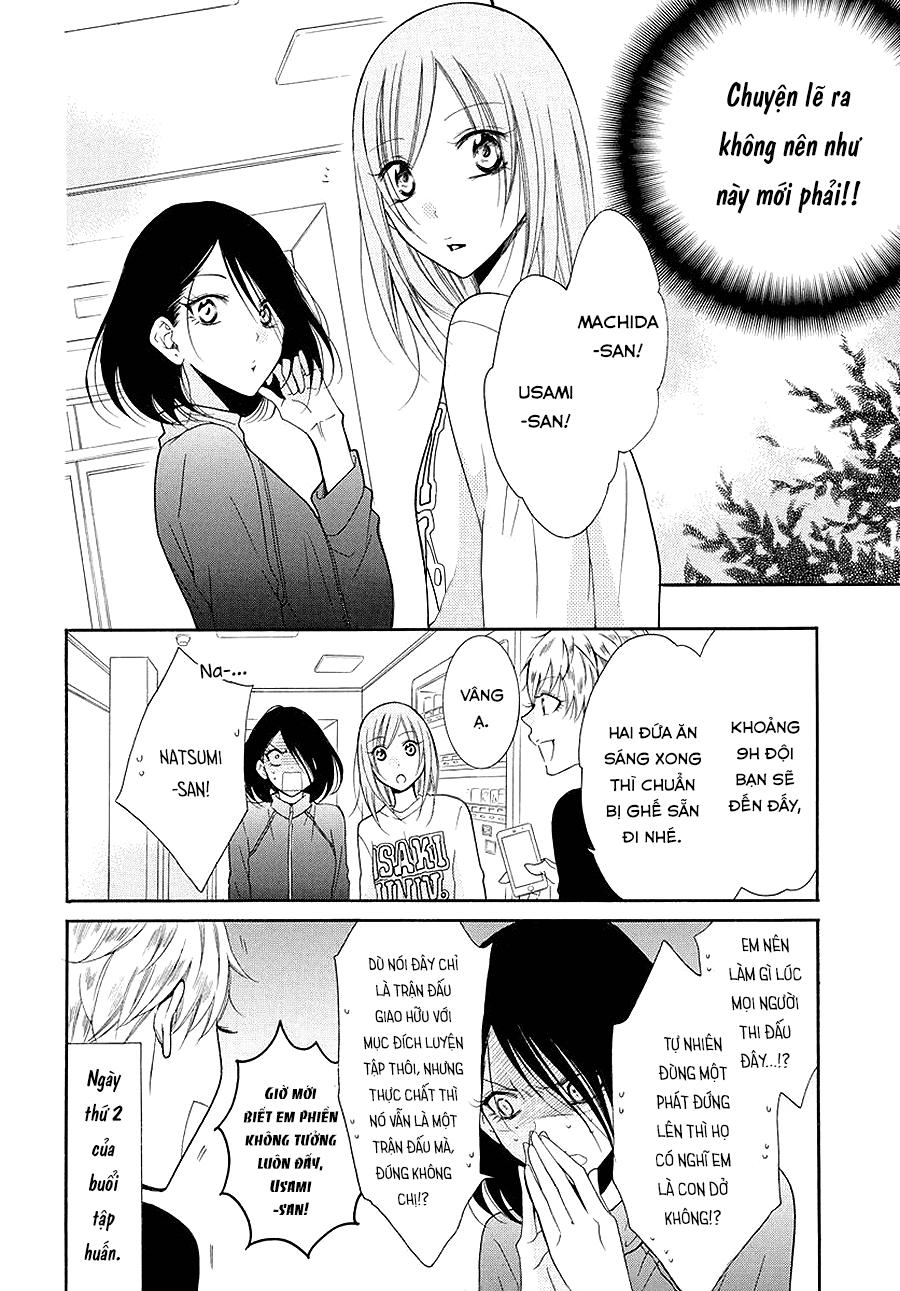 Chuyện lẽ ra
không nên như
này mới phải!!
MACHIDA
-SAN!
USAMI
-SAN!
KHOẢNG
9H ĐỘI
BẠN SẼ
ĐẾN ĐẤY,
HAI ĐỨA ĂN
SÁNG XONG
THÌ CHUẨN
BỊ GHẾ SẴN
ĐI NHÉ.
VÂNG
Ạ.
Na-...
NATSUMI
-SAN!
SAKI
UNIV.
EM NÊN
LÀM GÌ LÚC
MỌI NGƯỜI
THI ĐẤU
ĐÂY...!?
TỰ NHIÊN
ĐÙNG MỘT
PHÁT ĐỨNG
LÊN THÌ HỌ
CÓ NGHĨ EM
LÀ CON DỞ
KHÔNG!?
DÙ NÓI ĐÂY CHỈ
LÀ TRẬN ĐẤU
GIAO HỮU VỚI
MỤC ĐÍCH LUYỆN
TẬP THÔI, NHƯNG
THỰC CHẤT THÌ
NÓ VẪN LÀ MỘT
TRẬN ĐẤU MÀ,
ĐÚNG KHÔNG
CHỊ!?
GIỜ MỚI
BIẾT EM PHIỀN
KHÔNG TƯỞNG
LUÔN ĐẤY,
USAMI
-SAN!
Ngày
thứ 2
của
buổi
tập
huấn.